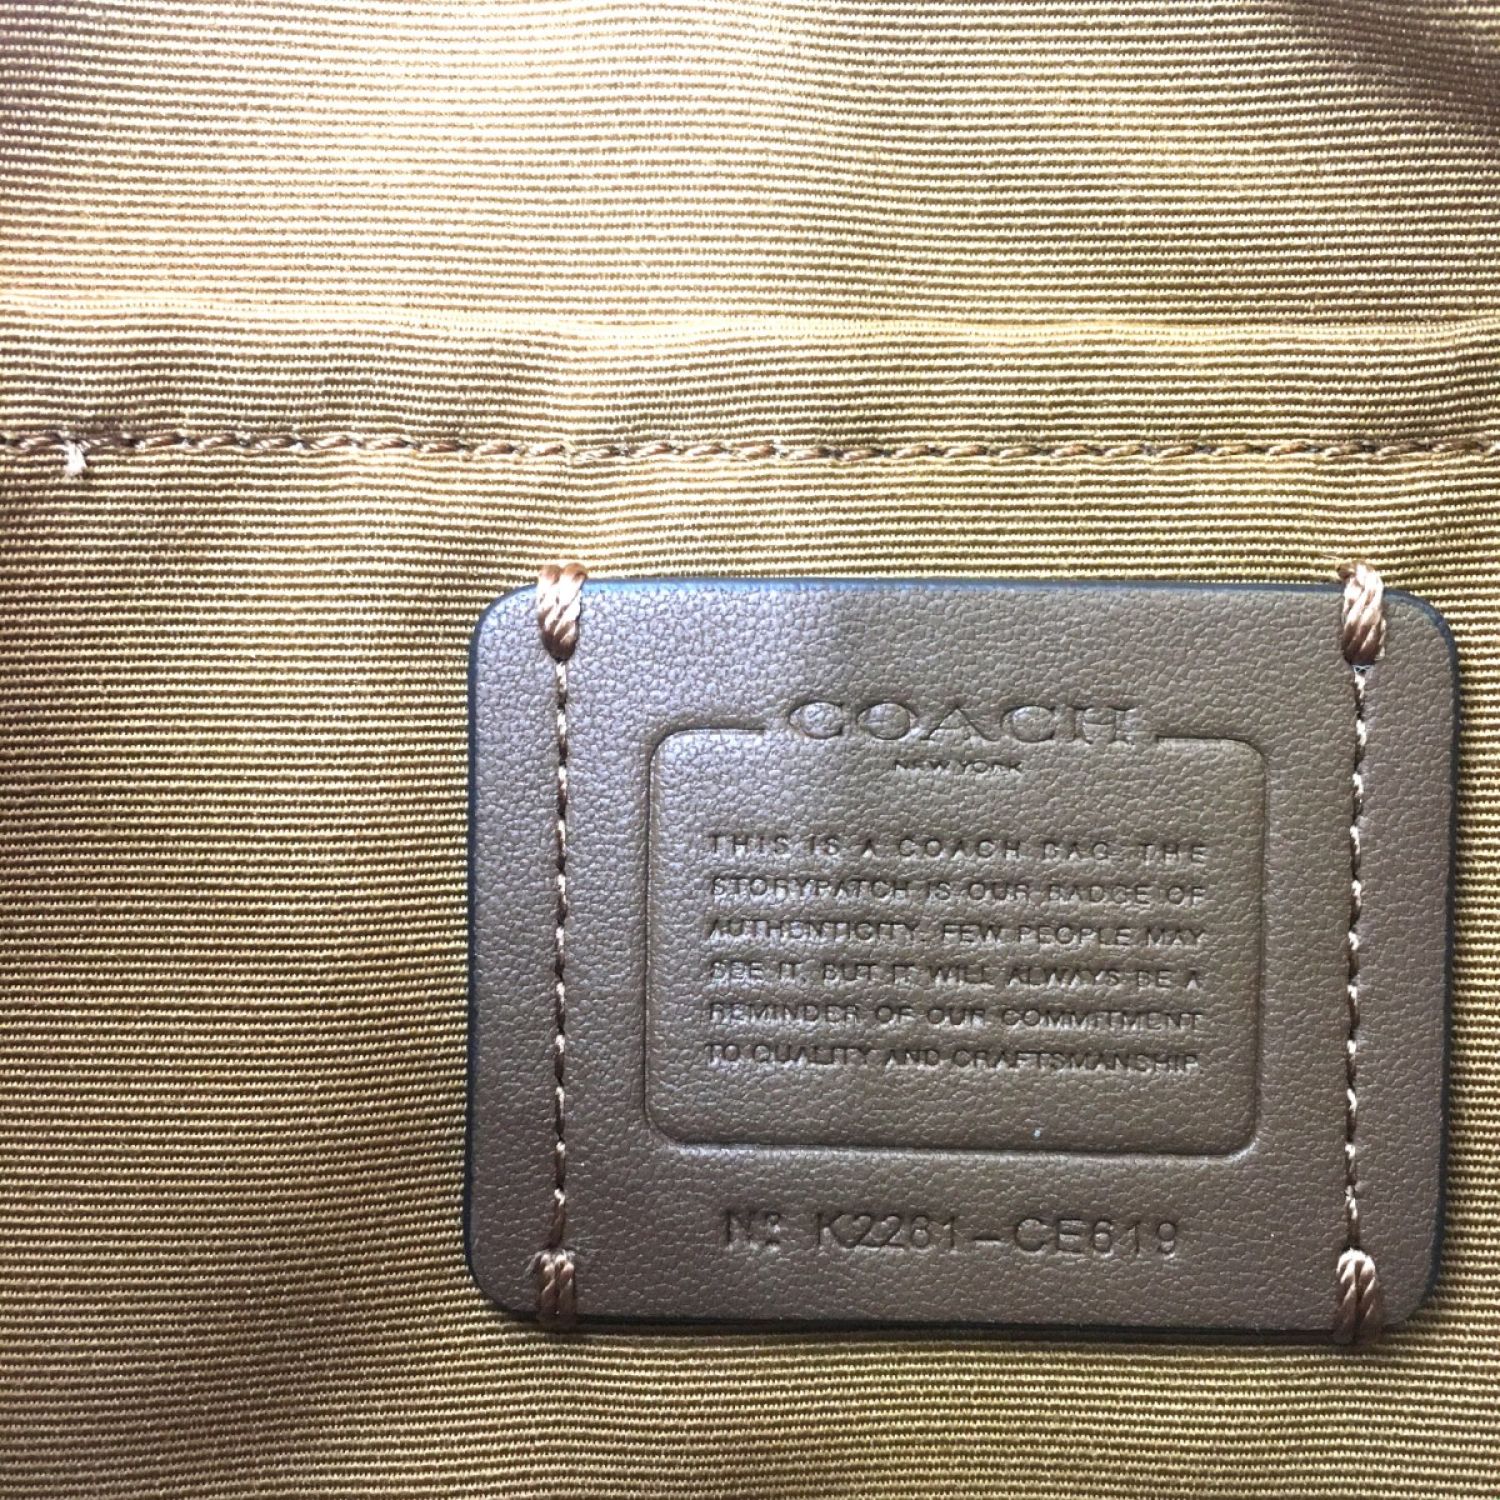 COACH
NEW YORK
THIS IS A COACH BAG. THE
STORYPATCH IS OUR BADGE OF
AUTHENTICITY. FEW PEOPLE MAY
SEE IT, BUT IT WILL ALWAYS BE A
REMINDER OF OUR COMMITMENT
TO QUALITY AND CRAFTSMANSHIP.
Nº K2281-CE619